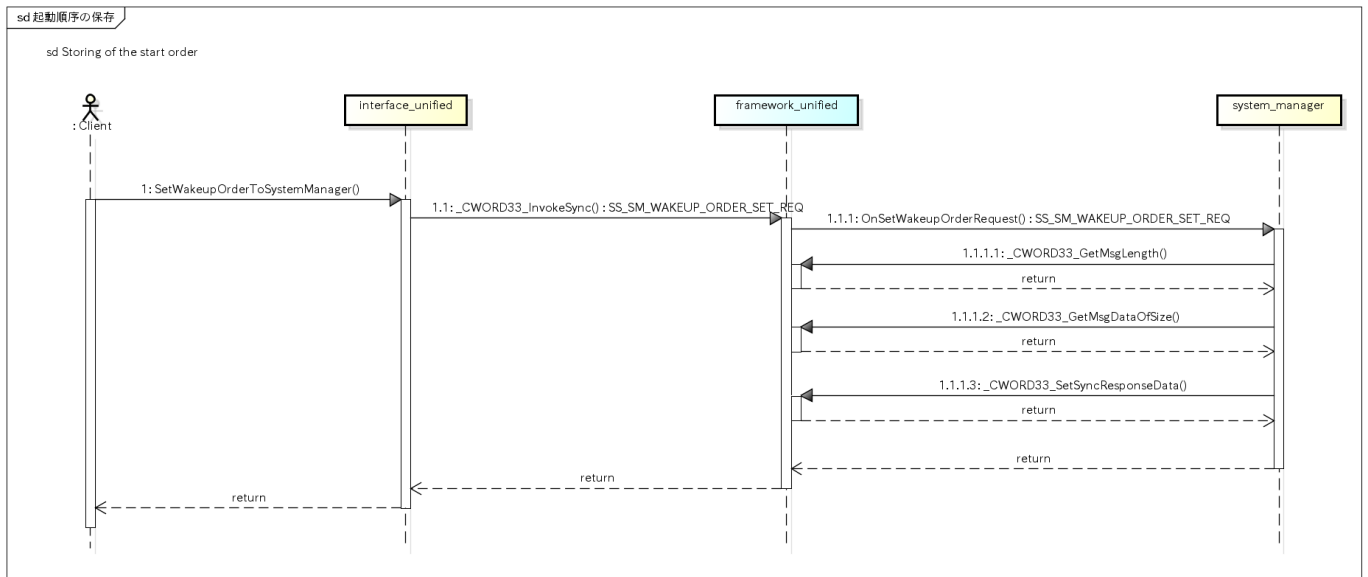 sd 起動順序の保存
sd Storing of the start order
: Client
interface_unified
framework_unified
system_manager
1: SetWakeupOrderToSystemManager()
1.1: _CWORD33_InvokeSync() : SS_SM_WAKEUP_ORDER_SET_REQ
1.1.1: OnSetWakeupOrderRequest() : SS_SM_WAKEUP_ORDER_SET_REQ
1.1.1.1: _CWORD33_GetMsgLength()
return
1.1.1.2: _CWORD33_GetMsgDataOfSize()
return
1.1.1.3: _CWORD33_SetSyncResponseData()
return
return
return
return